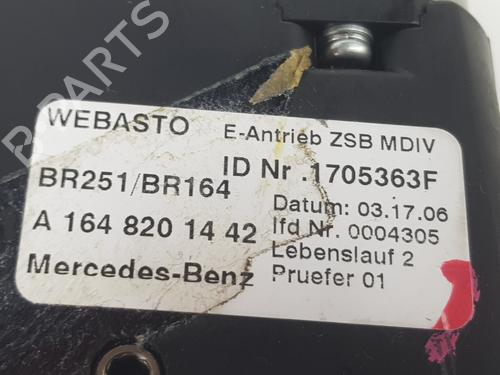 B-PARTS
WEBASTO E-Antrieb ZSB MDIV
ID Nr .1705363F
BR251/BR164
Datum: 03.17.06
A 164 820 14 42
lfd Nr. 0004305
Lebenslauf 2
Mercedes-Benz
Pruefer 01